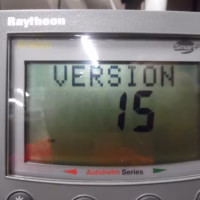 Raytheon
VERSION
15
Autohelm Series